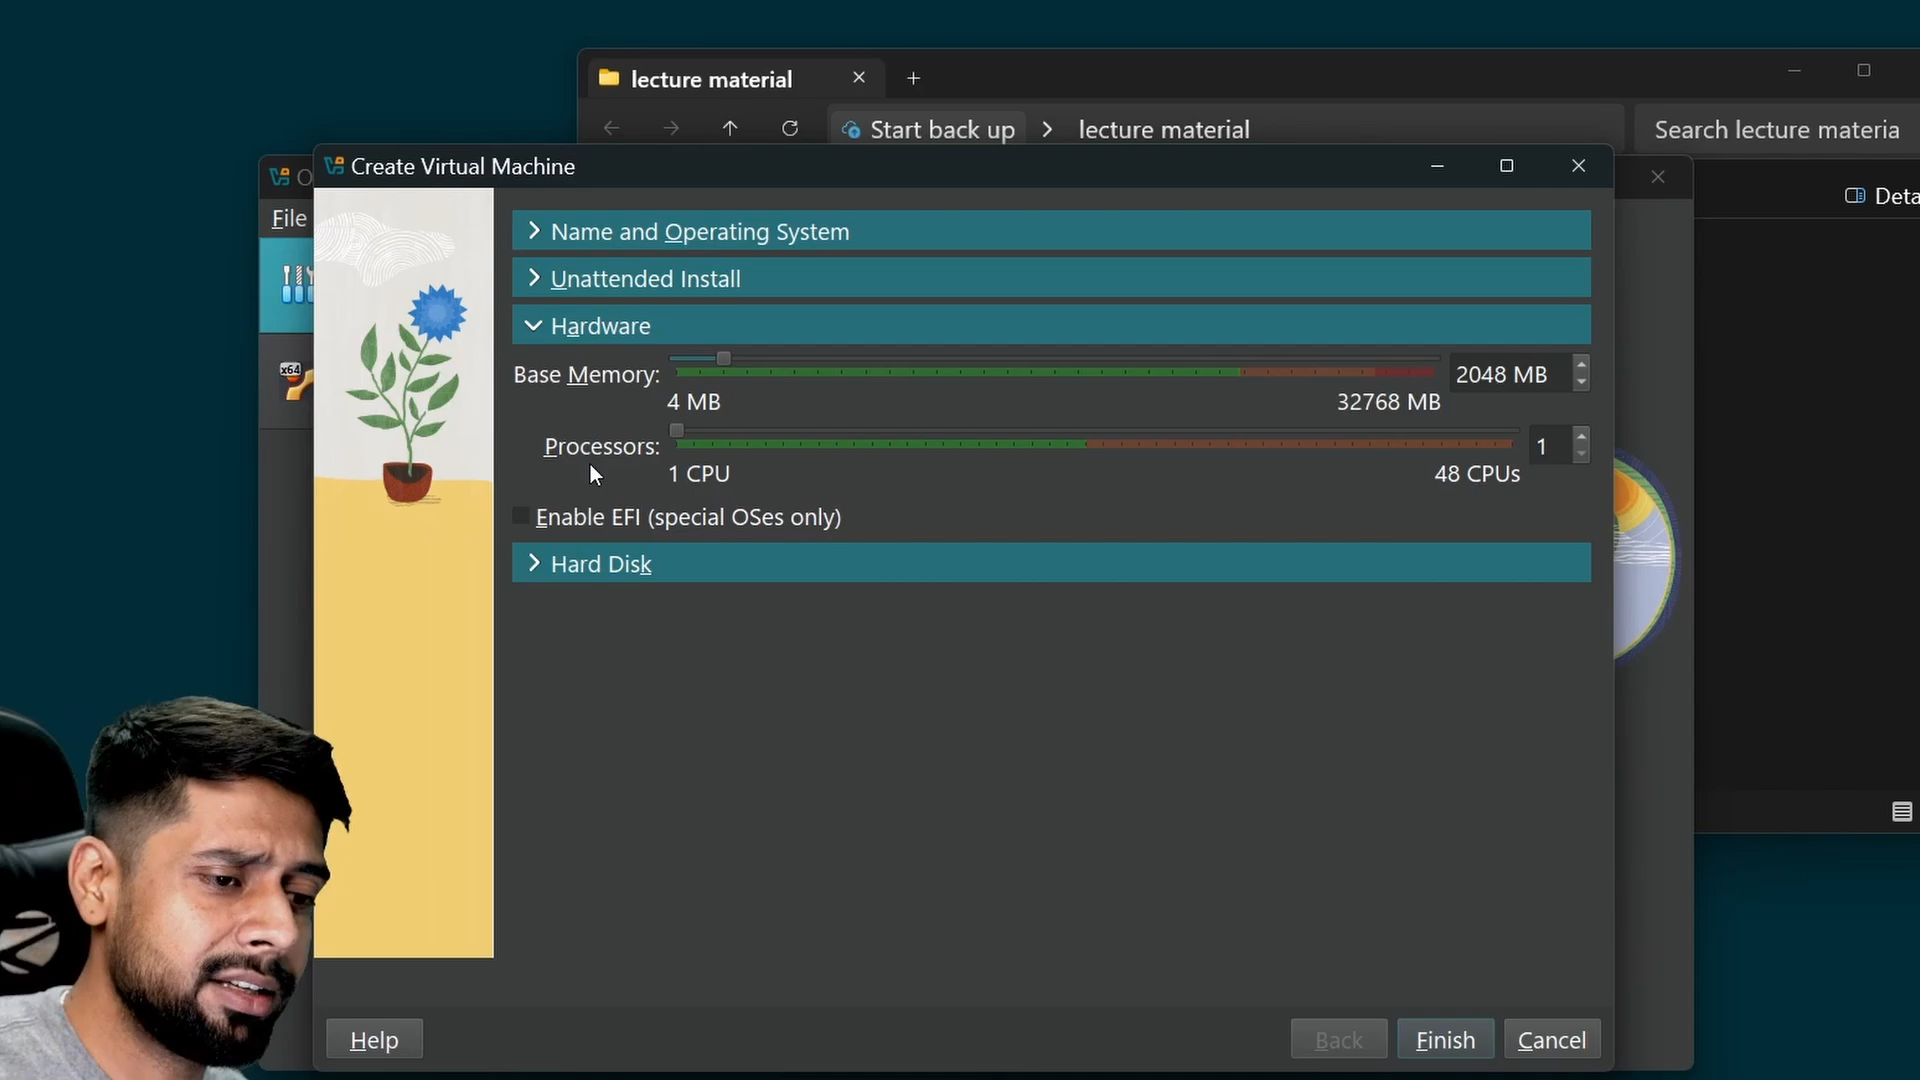 lecture material
Start back up
lecture material
Search lecture materia
Create Virtual Machine
O
File
Deta
Name and Operating System
Unattended Install
Hardware
Base Memory:
2048 MB
4 MB
32768 MB
Processors:
1
1 CPU
48 CPUs
x64
Enable EFI (special OSes only)
Hard Disk
Help
Back
Finish
Cancel